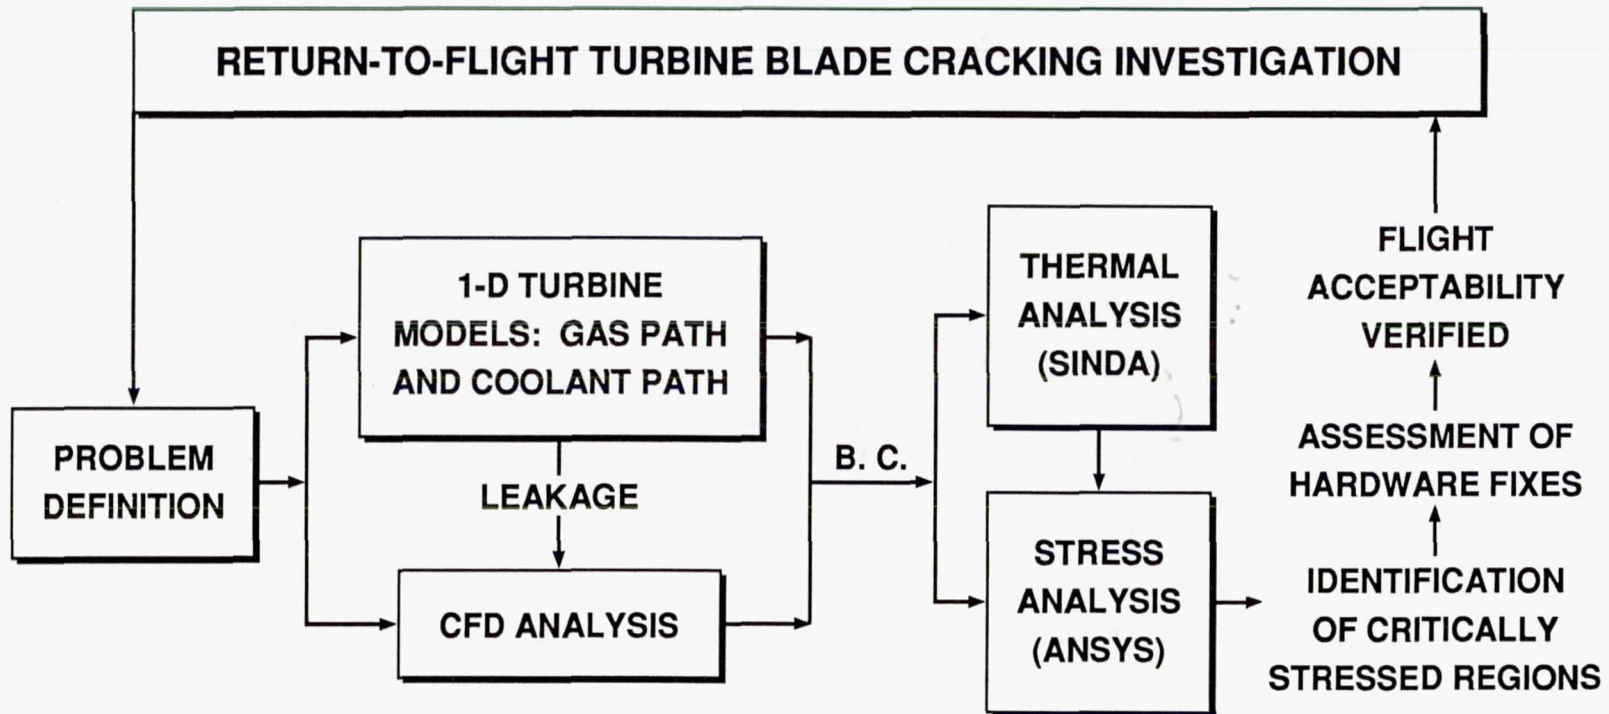 RETURN-TO-FLIGHT TURBINE BLADE CRACKING INVESTIGATION
PROBLEM
DEFINITION
1-D TURBINE
MODELS: GAS PATH
AND COOLANT PATH
LEAKAGE
CFD ANALYSIS
B. C.
THERMAL
ANALYSIS
(SINDA)
STRESS
ANALYSIS
(ANSYS)
IDENTIFICATION
OF CRITICALLY
STRESSED REGIONS
ASSESSMENT OF
HARDWARE FIXES
FLIGHT
ACCEPTABILITY
VERIFIED